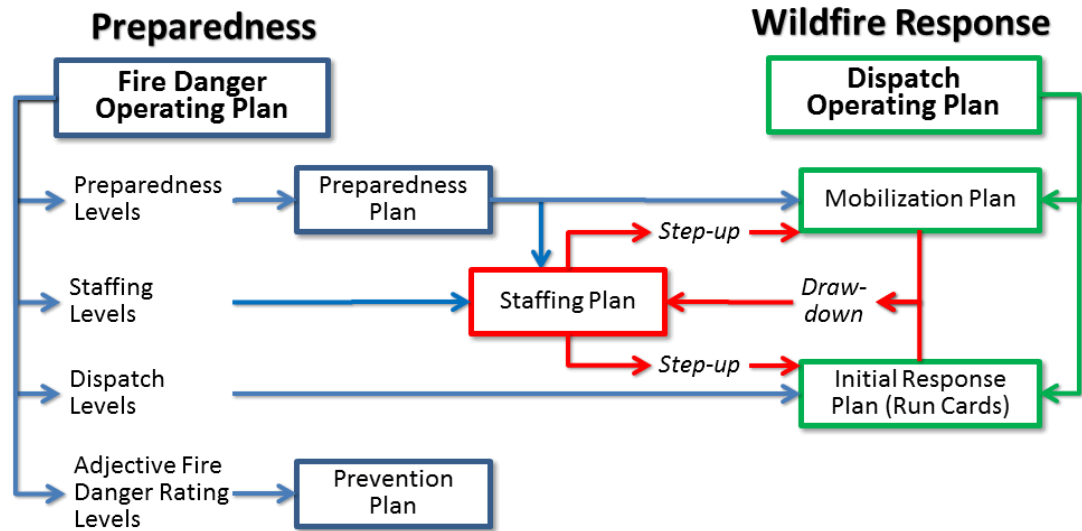 Preparedness
Wildfire Response
Fire Danger
Operating Plan
Dispatch
Operating Plan
Preparedness
Levels
Preparedness
Plan
Mobilization Plan
Step-up
Staffing
Levels
Staffing Plan
Draw-
down
Step-up
Dispatch
Levels
Initial Response
Plan (Run Cards)
Adjective Fire
Danger Rating
Levels
Prevention
Plan